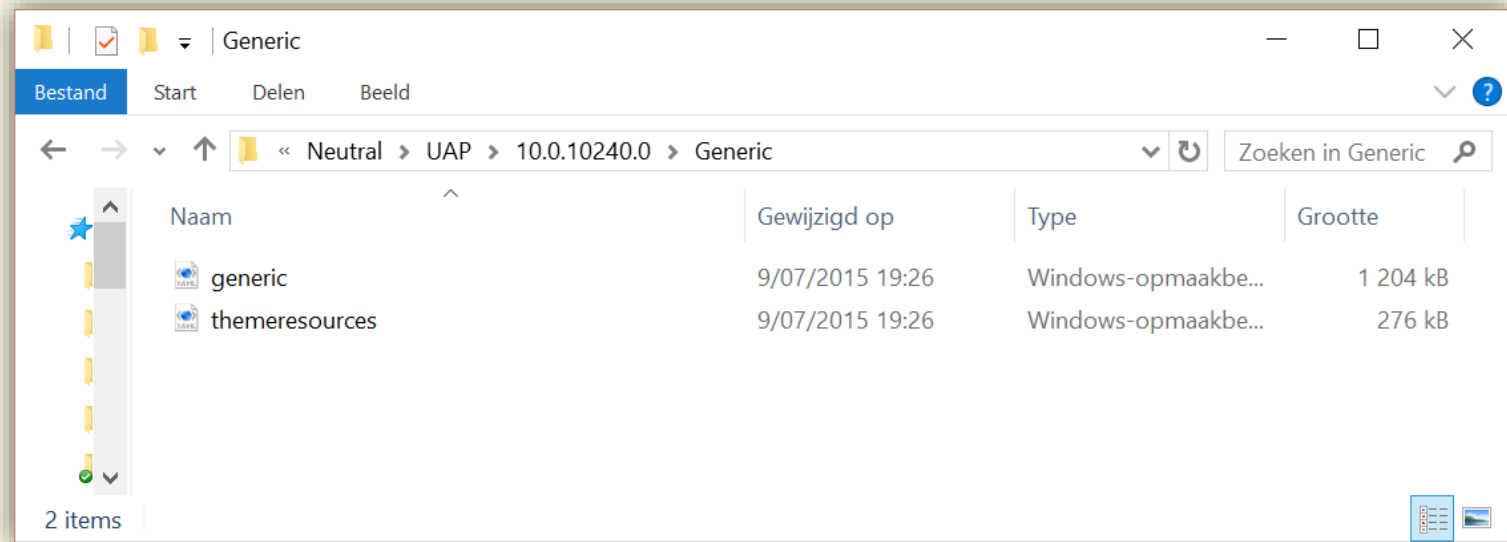 Generic
Bestand Start Delen Beeld ?
« Neutral > UAP > 10.0.10240.0 > Generic Zoeken in Generic
Naam Gewijzigd op Type Grootte
generic 9/07/2015 19:26 Windows-opmaakbe... 1 204 kB
themeresources 9/07/2015 19:26 Windows-opmaakbe... 276 kB
2 items